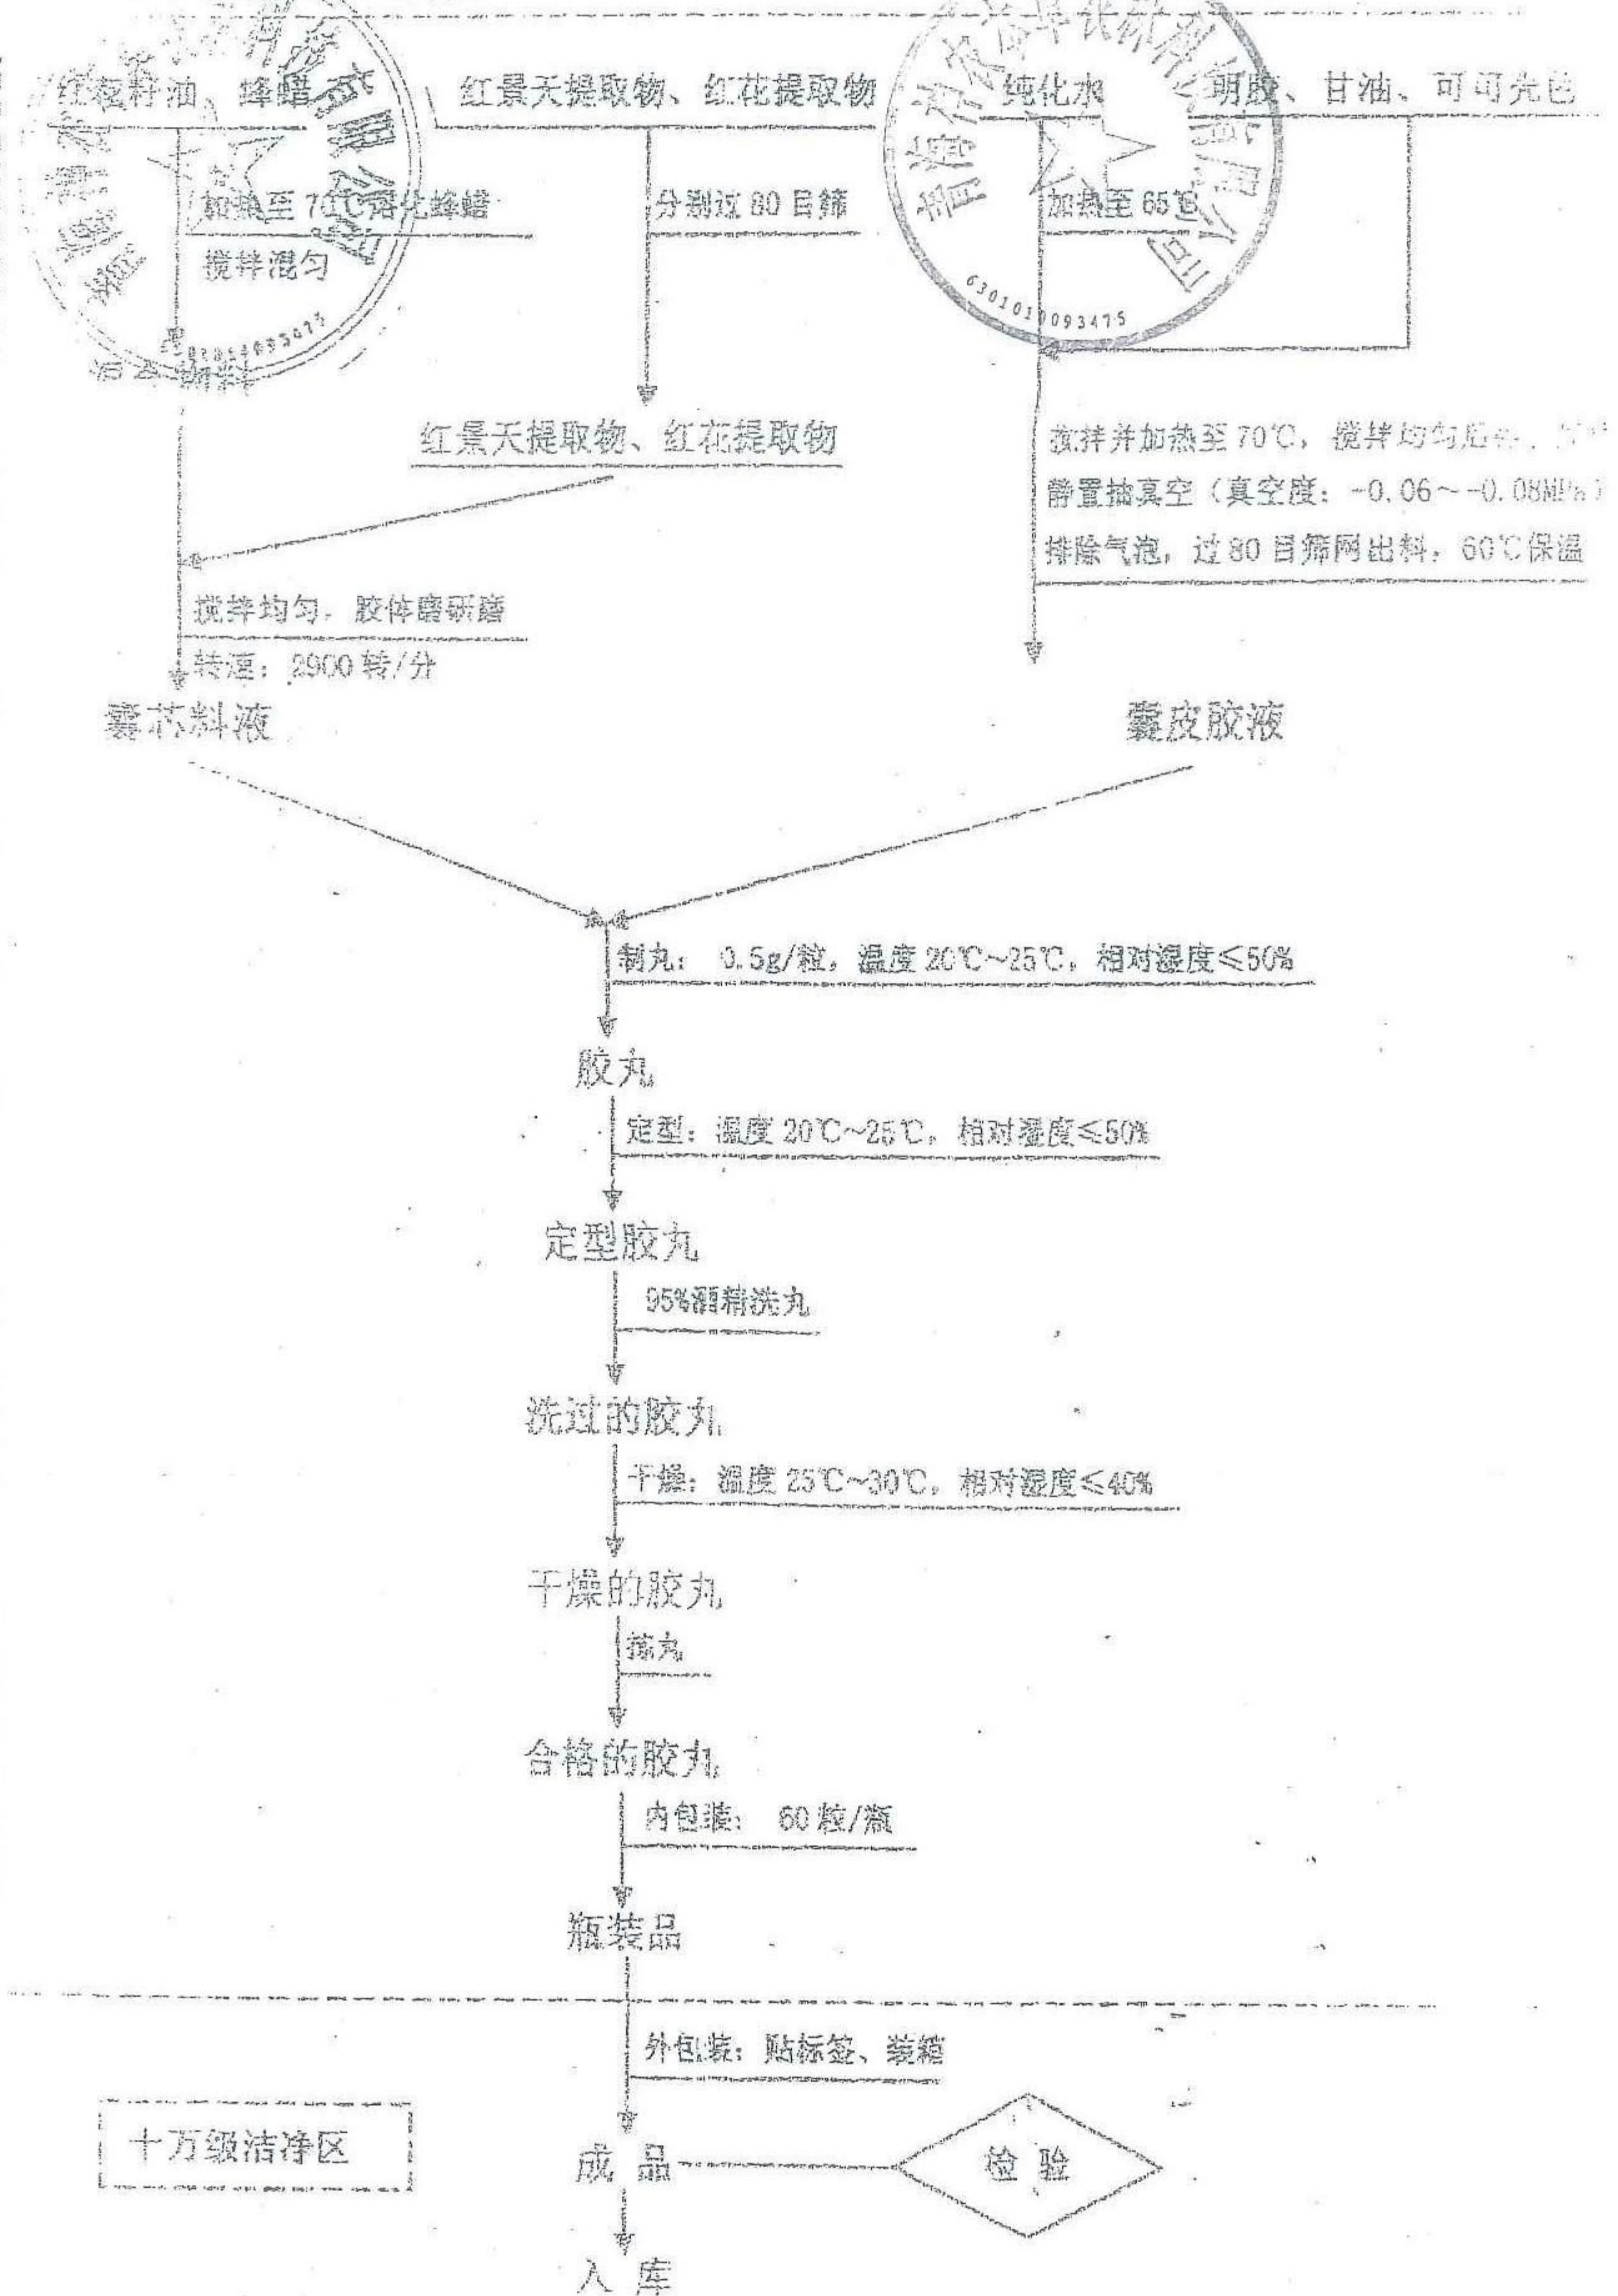 籽油、蜂蜡
红景天提取物、红花提取物
纯化水
明胶、甘油、可可壳色
加热至70℃熔化蜂蜡
搅拌混匀
分别过80目筛
加热至65℃
6301010093475
红景天提取物、红花提取物
搅拌并加热至70℃，搅拌均匀后
静置抽真空（真空度：-0.06～-0.08MPa）
排除气泡，过80目筛网出料，60℃保温
搅拌均匀，胶体磨研磨
转速：2900转/分
囊芯料液
囊皮胶液
制丸： 0.5g/粒，温度20℃～25℃，相对湿度≤50%
胶丸
定型：温度20℃～25℃，相对湿度≤50%
定型胶丸
95%酒精洗丸
洗过的胶丸
干燥：温度25℃～30℃，相对湿度≤40%
干燥的胶丸
拣丸
合格的胶丸
内包装： 60粒/瓶
瓶装品
外包装：贴标签、装箱
十万级洁净区
成 品
检 验
入 库